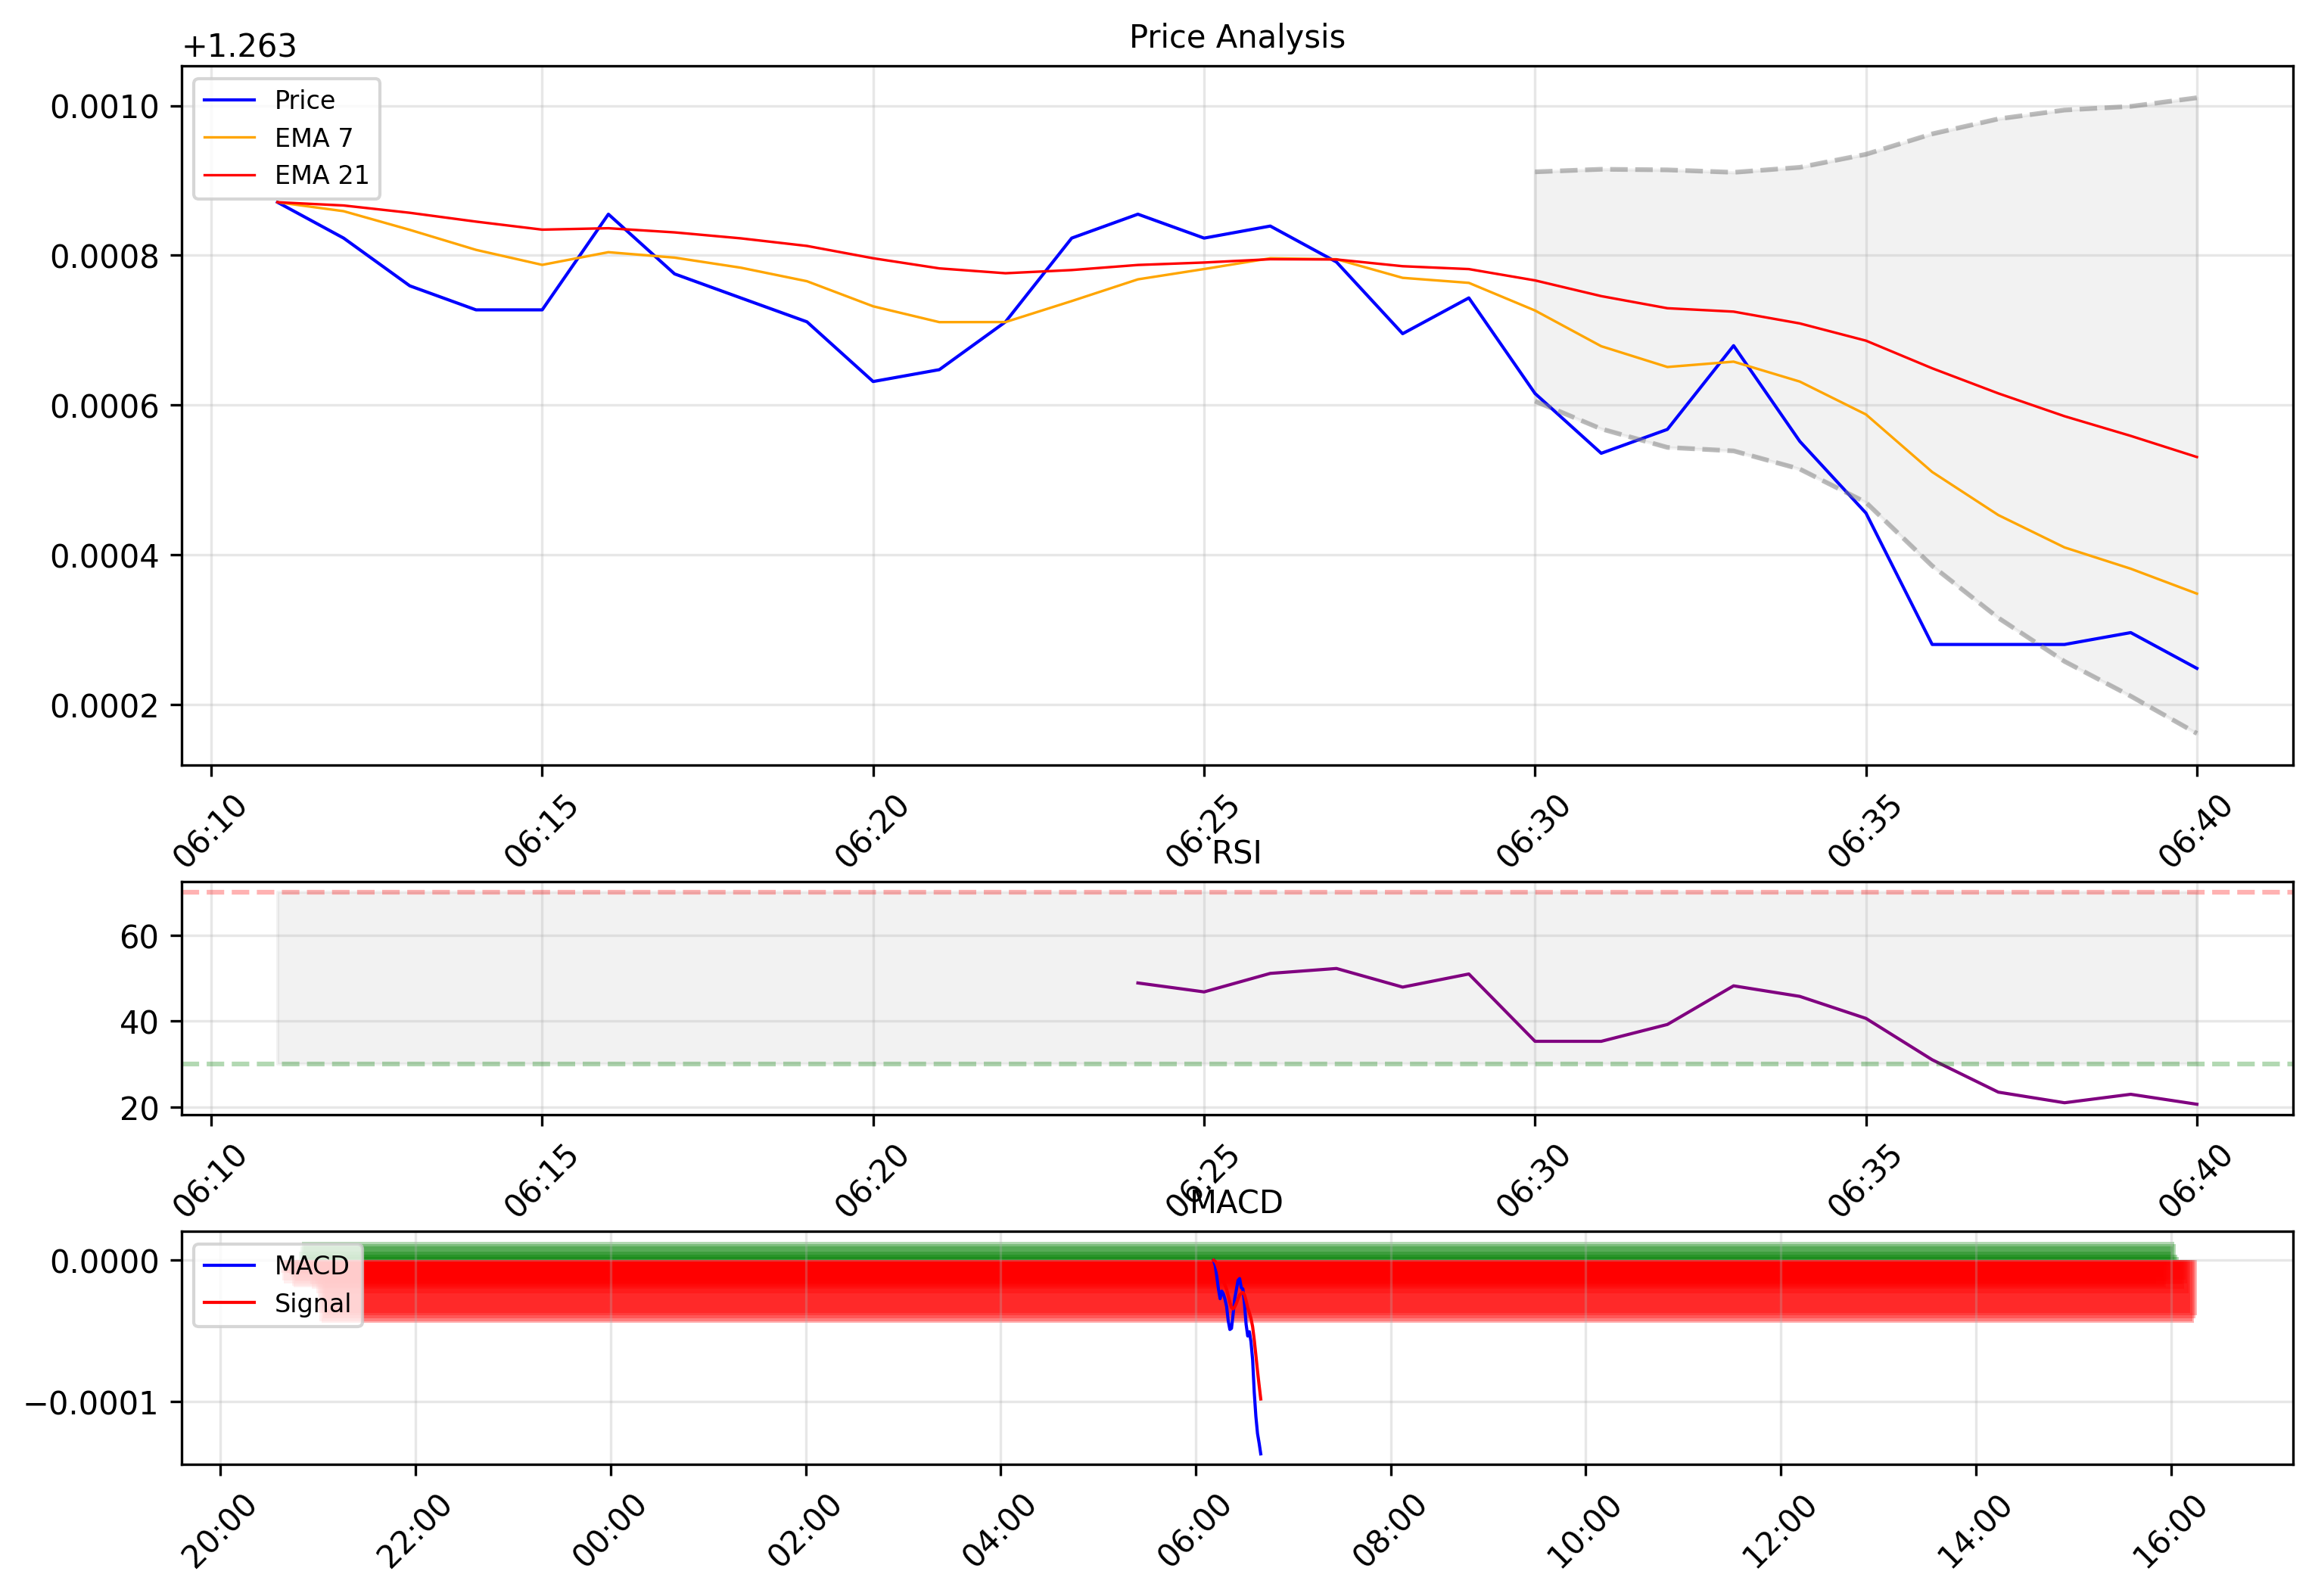 Price Analysis
+1.263
Price
EMA 7
EMA 21
0.0010
0.0008
0.0006
0.0004
0.0002
06:10 06:15 06:20 06:25 06:30 06:35 06:40
RSI
60
40
20
06:10 06:15 06:20 06:25 06:30 06:35 06:40
MACD
MACD
Signal
0.0000
−0.0001
20:00 22:00 00:00 02:00 04:00 06:00 08:00 10:00 12:00 14:00 16:00